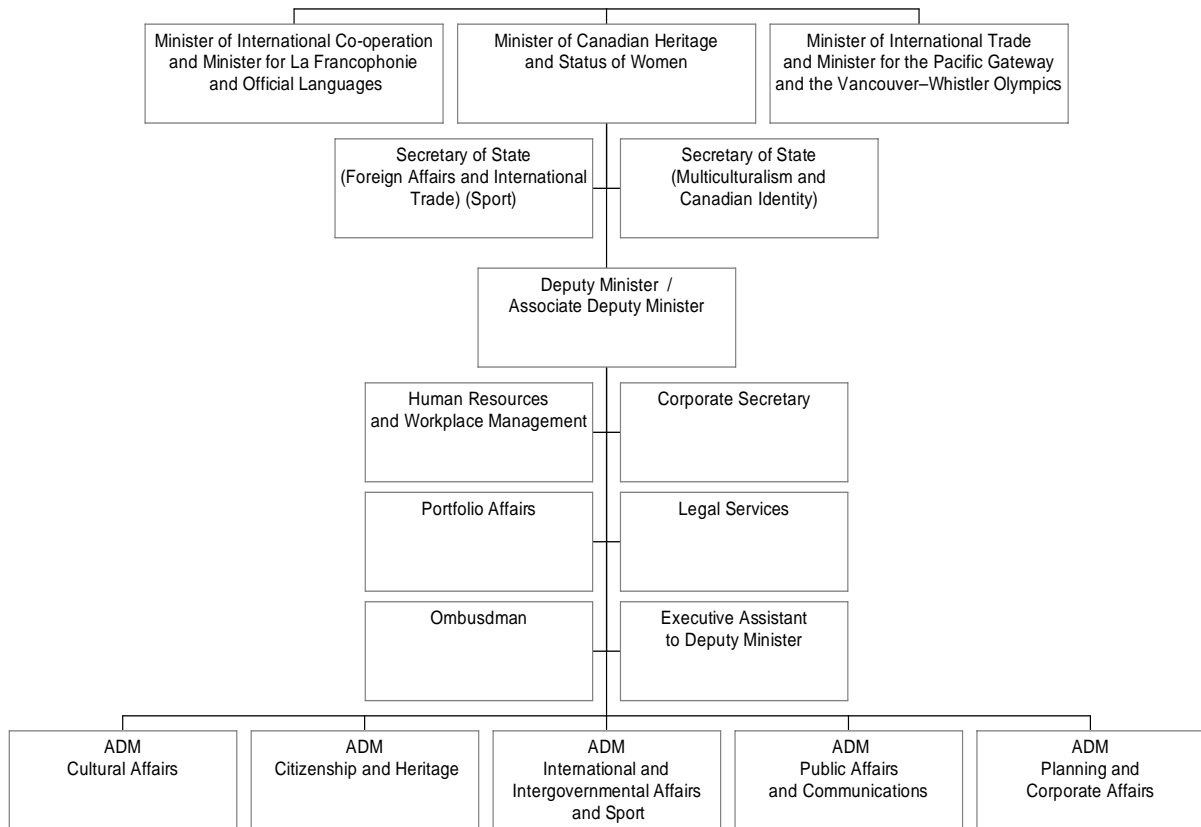 Minister of International Co-operation
and Minister for La Francophonie
and Official Languages
Minister of Canadian Heritage
and Status of Women
Minister of International Trade
and Minister for the Pacific Gateway
and the Vancouver–Whistler Olympics
Secretary of State
(Foreign Affairs and International
Trade) (Sport)
Secretary of State
(Multiculturalism and
Canadian Identity)
Deputy Minister /
Associate Deputy Minister
Human Resources
and Workplace Management
Corporate Secretary
Portfolio Affairs
Legal Services
Ombusdman
Executive Assistant
to Deputy Minister
ADM
Cultural Affairs
ADM
Citizenship and Heritage
ADM
International and
Intergovernmental Affairs
and Sport
ADM
Public Affairs
and Communications
ADM
Planning and
Corporate Affairs